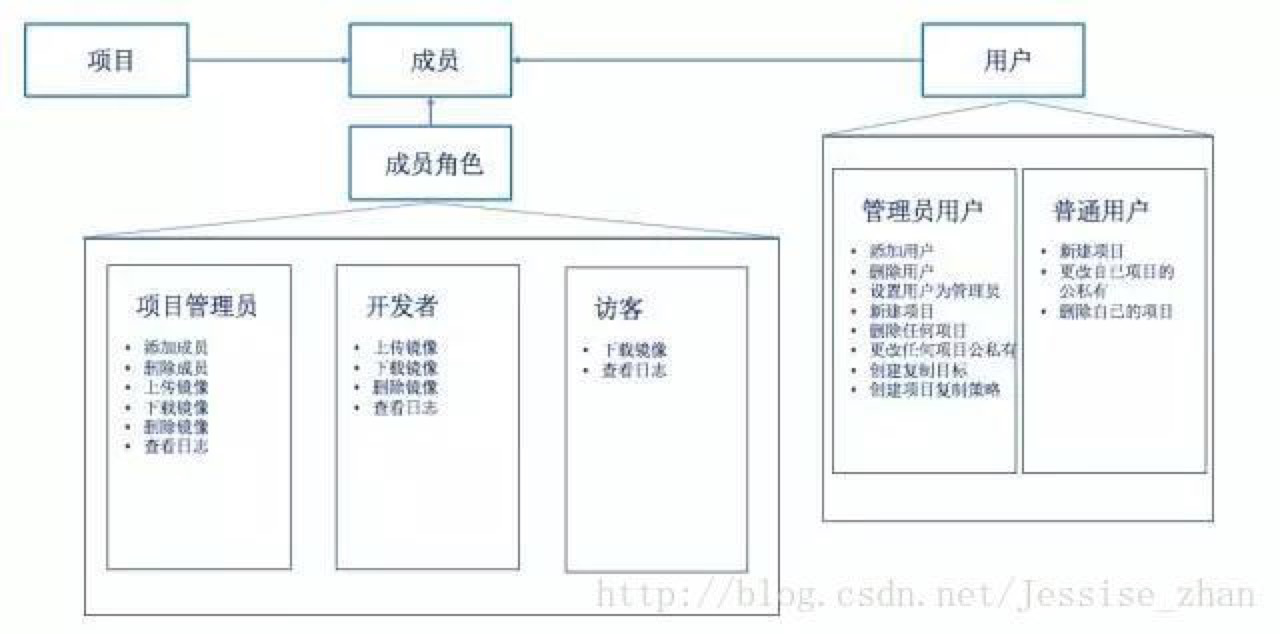 项目
成员
用户
成员角色
项目管理员
• 添加成员
• 删除成员
• 上传镜像
• 下载镜像
• 删除镜像
• 查看日志
开发者
• 上传镜像
• 下载镜像
• 删除镜像
• 查看日志
访客
• 下载镜像
• 查看日志
管理员用户
• 添加用户
• 删除用户
• 设置用户为管理员
• 新建项目
• 删除任何项目
• 更改任何项目公私有
• 创建复制目标
• 创建项目复制策略
普通用户
• 新建项目
• 更改自己项目的
公私有
• 删除自己的项目
http://blog.csdn.net/Jessise_zhan